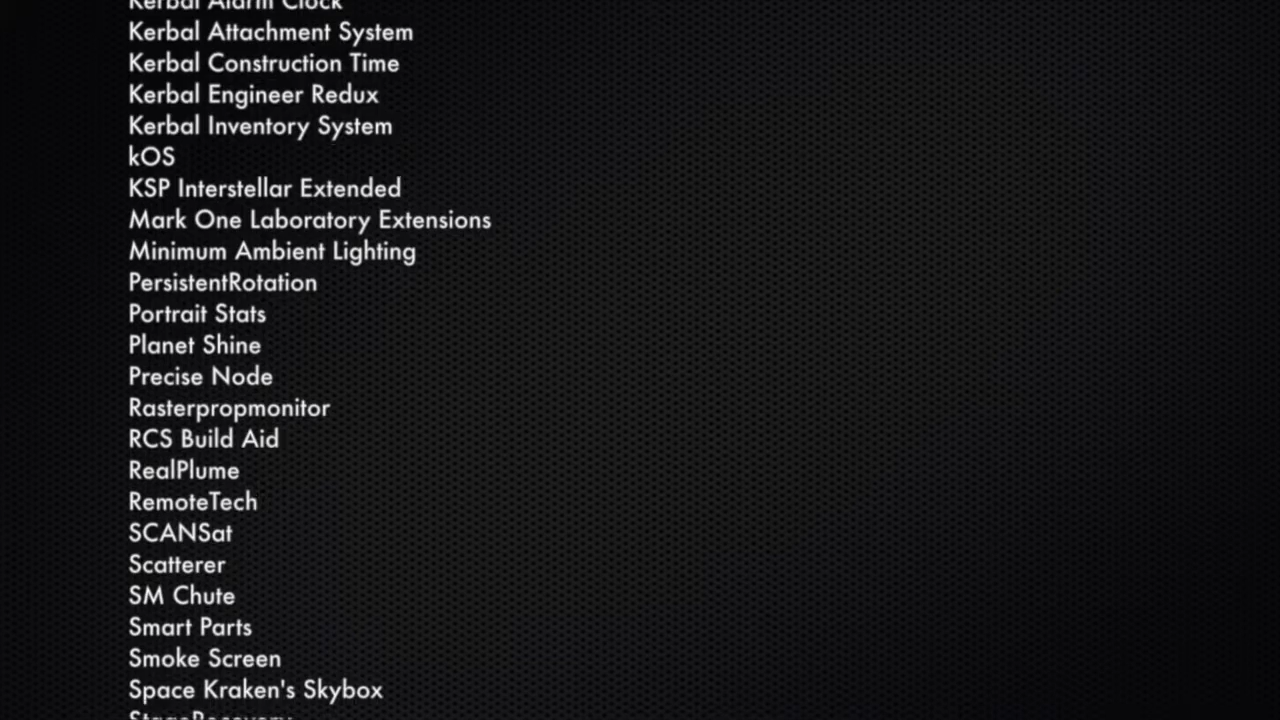 Kerbal Alarm Clock
Kerbal Attachment System
Kerbal Construction Time
Kerbal Engineer Redux
Kerbal Inventory System
kOS
KSP Interstellar Extended
Mark One Laboratory Extensions
Minimum Ambient Lighting
PersistentRotation
Portrait Stats
Planet Shine
Precise Node
Rasterpropmonitor
RCS Build Aid
RealPlume
RemoteTech
SCANSat
Scatterer
SM Chute
Smart Parts
Smoke Screen
Space Kraken's Skybox
StageRecovery